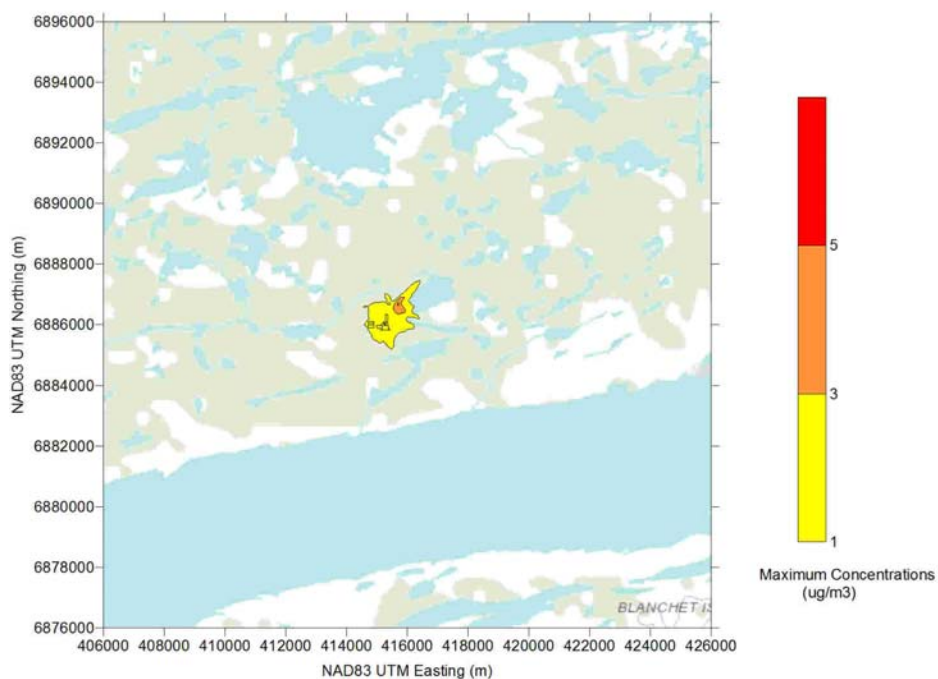 6896000
6894000
6892000
6890000
6888000
6886000
6884000
6882000
6880000
6878000
6876000
NAD83 UTM Northing (m)
406000 408000 410000 412000 414000 416000 418000 420000 422000 424000 426000
NAD83 UTM Easting (m)
BLANCHET IS
5
3
1
Maximum Concentrations
(ug/m3)